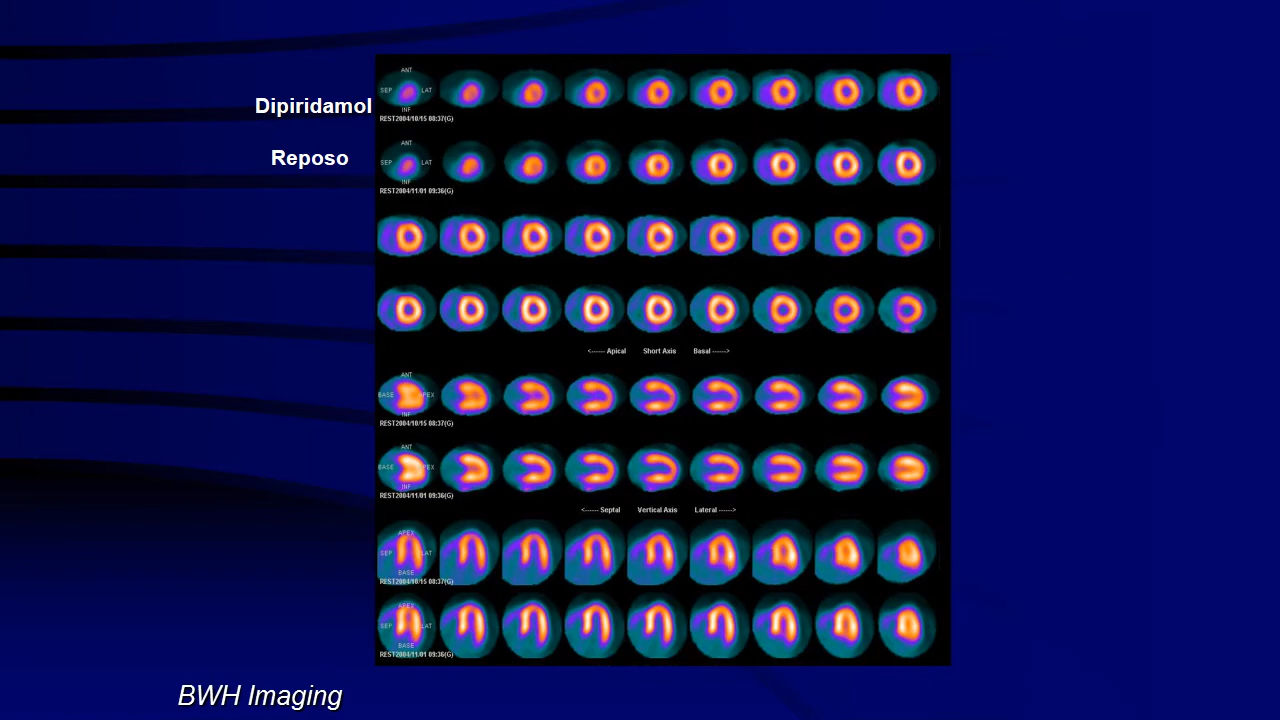 ANT
Dipiridamol
SEP LAT
INF
REST2004/10/15 08:37(G)
ANT
Reposo
SEP LAT
INF
REST2004/11/01 09:36(G)
<------ Apical Short Axis Basal ------>
ANT
BASE APEX
INF
REST2004/10/15 08:37(G)
ANT
BASE APEX
INF
REST2004/11/01 09:36(G)
<------ Septal Vertical Axis Lateral ------>
APEX
SEP LAT
BASE
REST2004/10/15 08:37(G)
APEX
SEP LAT
BASE
REST2004/11/01 09:36(G)
BWH Imaging